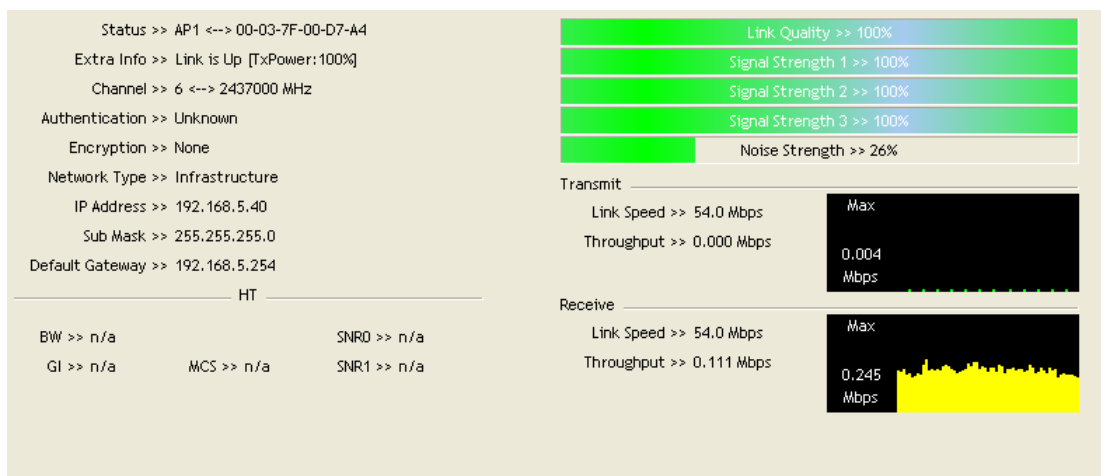 Status >> AP1 <--> 00-03-7F-00-D7-A4
Extra Info >> Link is Up [TxPower:100%]
Channel >> 6 <--> 2437000 MHz
Authentication >> Unknown
Encryption >> None
Network Type >> Infrastructure
IP Address >> 192.168.5.40
Sub Mask >> 255.255.255.0
Default Gateway >> 192.168.5.254
HT
BW >> n/a
SNR0 >> n/a
GI >> n/a
MCS >> n/a
SNR1 >> n/a
Link Quality >> 100%
Signal Strength 1 >> 100%
Signal Strength 2 >> 100%
Signal Strength 3 >> 100%
Noise Strength >> 26%
Transmit
Link Speed >> 54.0 Mbps
Throughput >> 0.000 Mbps
Max
0.004
Mbps
Receive
Link Speed >> 54.0 Mbps
Throughput >> 0.111 Mbps
Max
0.245
Mbps